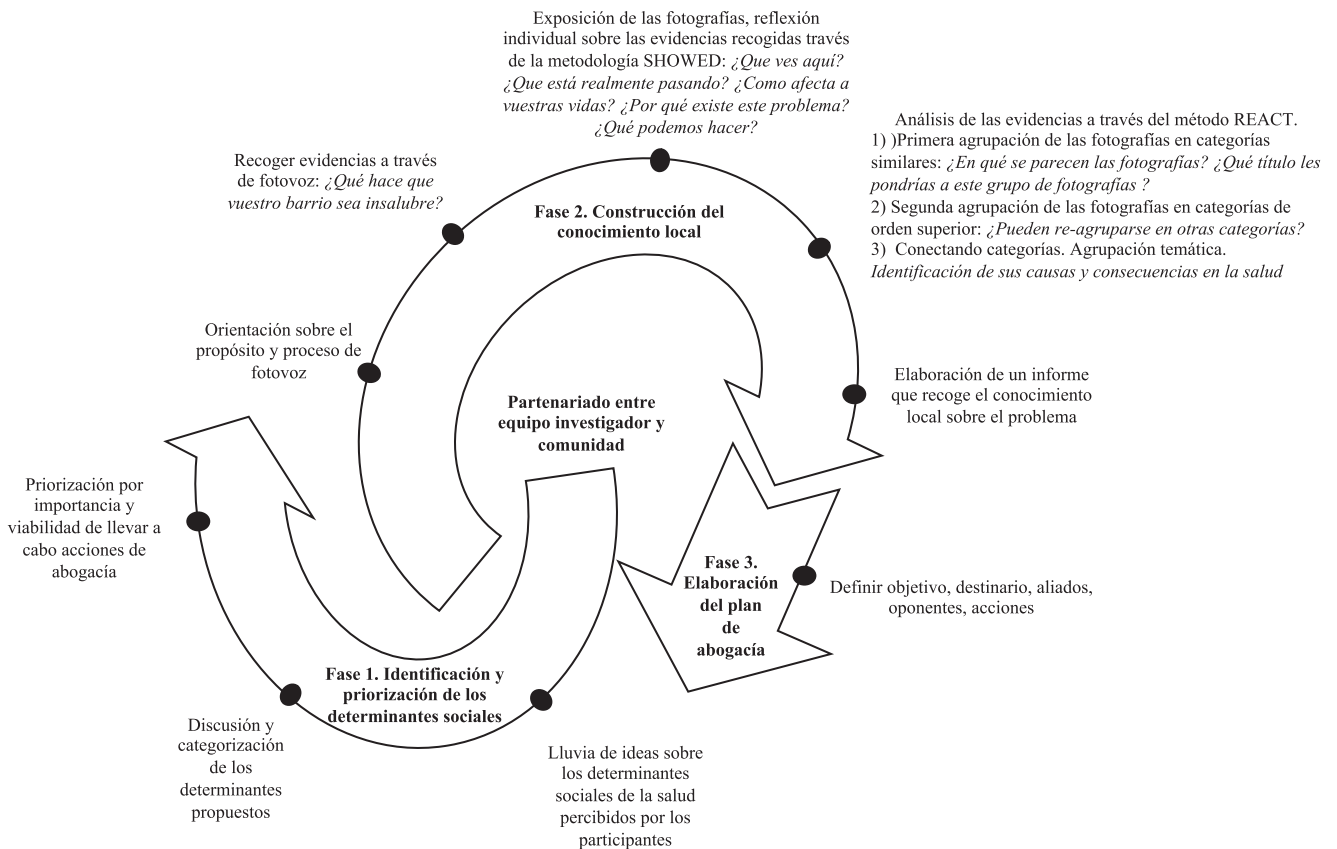 Exposición de las fotografías, reflexión
individual sobre las evidencias recogidas través
de la metodología SHOWED: ¿Que ves aquí?
¿Que está realmente pasando? ¿Como afecta a
vuestras vidas? ¿Por qué existe este problema?
¿Qué podemos hacer?
Análisis de las evidencias a través del método REACT.
1) )Primera agrupación de las fotografías en categorías
similares: ¿En qué se parecen las fotografías? ¿Qué título les
pondrías a este grupo de fotografías ?
2) Segunda agrupación de las fotografías en categorías de
orden superior: ¿Pueden re-agruparse en otras categorías?
3) Conectando categorías. Agrupación temática.
Identificación de sus causas y consecuencias en la salud
Recoger evidencias a través
de fotovoz: ¿Qué hace que
vuestro barrio sea insalubre?
Fase 2. Construcción del
conocimiento local
Orientación sobre el
propósito y proceso de
fotovoz
Partenariado entre
equipo investigador y
comunidad
Elaboración de un informe
que recoge el conocimiento
local sobre el problema
Priorización por
importancia y
viabilidad de llevar a
cabo acciones de
abogacía
Fase 3.
Elaboración
del plan
de
abogacía
Definir objetivo, destinario, aliados,
oponentes, acciones
Fase 1. Identificación y
priorización de los
determinantes sociales
Discusión y
categorización
de los
determinantes
propuestos
Lluvia de ideas sobre
los determinantes
sociales de la salud
percibidos por los
participantes